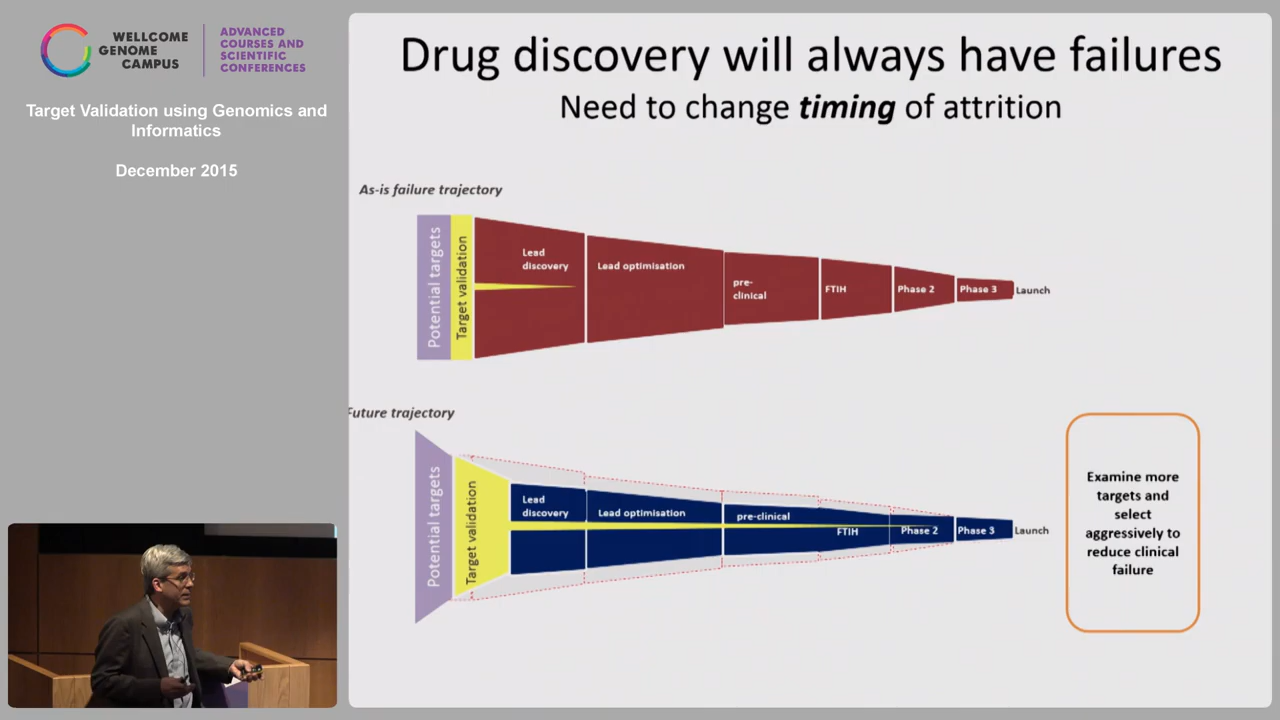 WELLCOME
GENOME
CAMPUS
ADVANCED
COURSES AND
SCIENTIFIC
CONFERENCES
Target Validation using Genomics and
Informatics
December 2015
Drug discovery will always have failures
Need to change timing of attrition
As-is failure trajectory
Potential targets
Target validation
Lead
discovery
Lead optimisation
pre-
clinical
FTIH
Phase 2
Phase 3
Launch
Future trajectory
Potential targets
Target validation
Lead
discovery
Lead optimisation
pre-clinical
FTIH
Phase 2
Phase 3
Launch
Examine more
targets and
select
aggressively to
reduce clinical
failure